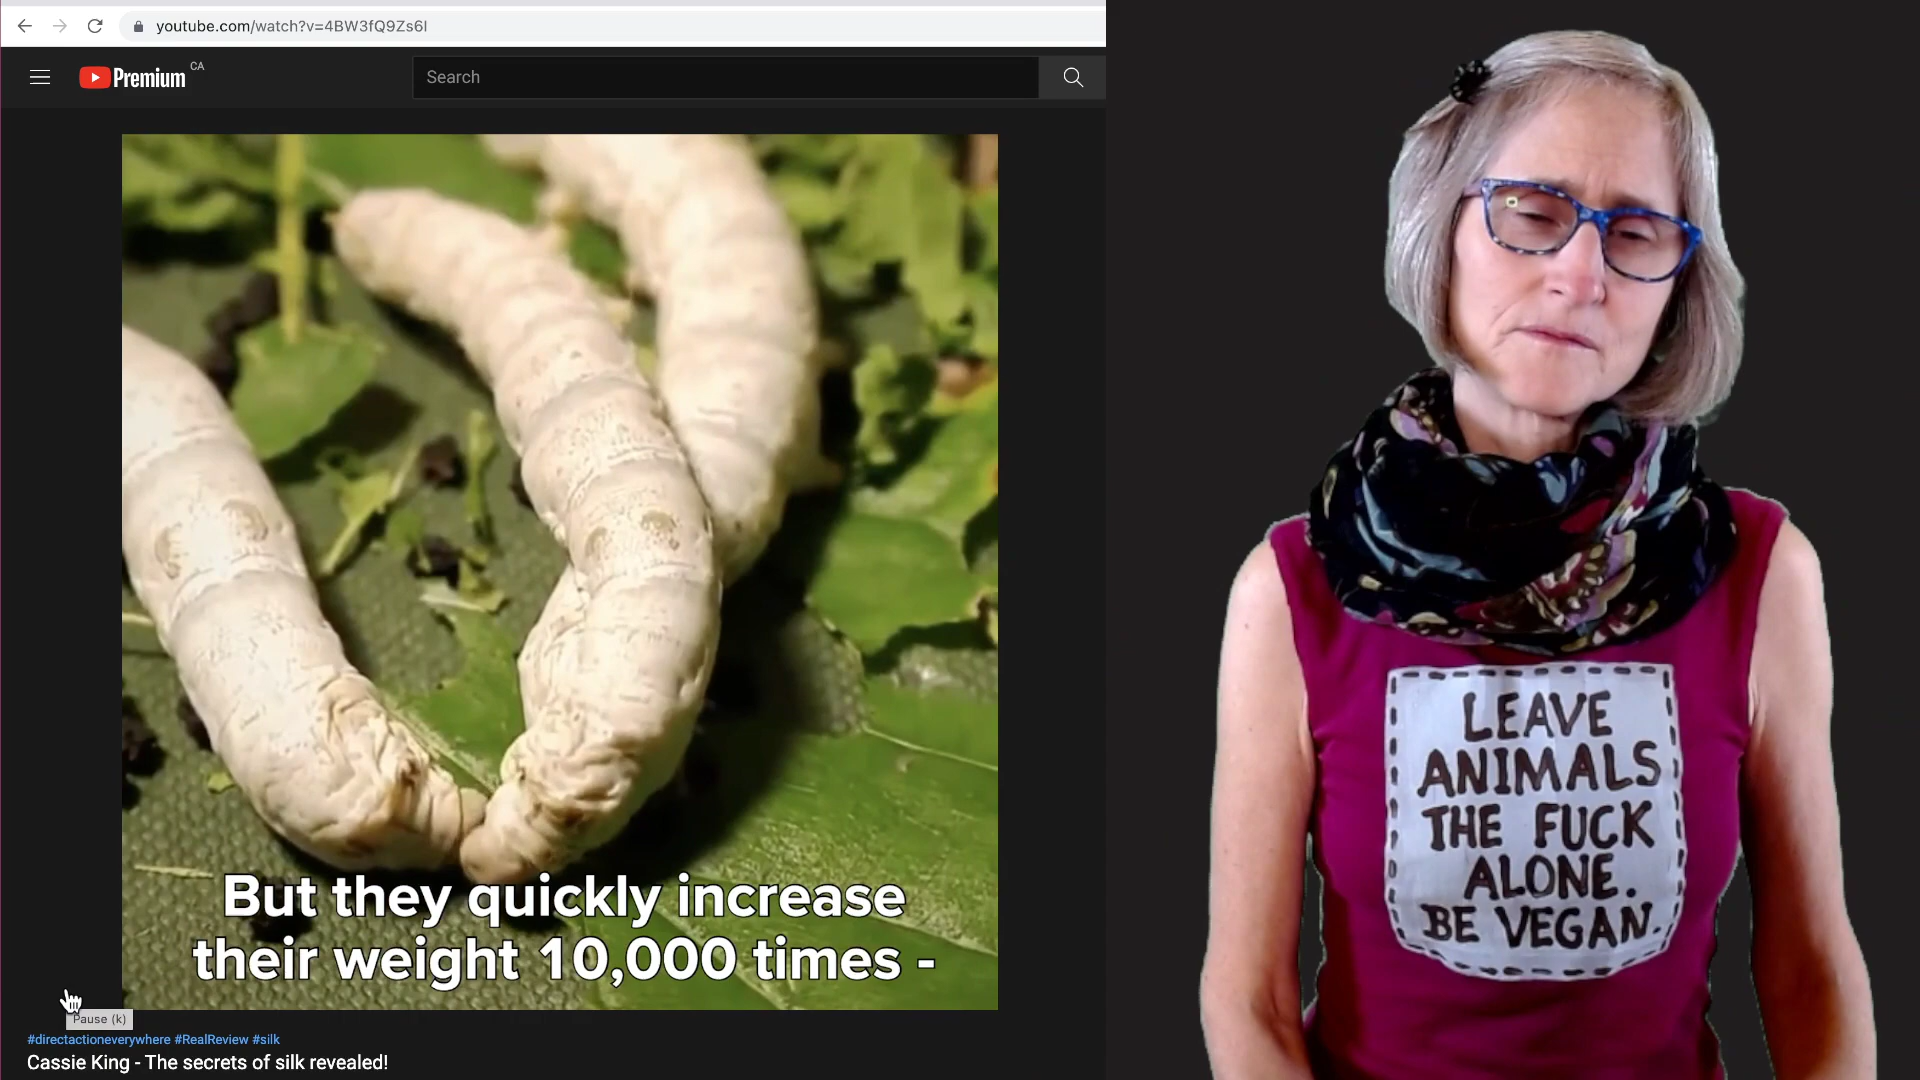 youtube.com/watch?v=4BW3fQ9Zs6I
Premium CA
Search
But they quickly increase
their weight 10,000 times -
Pause (k)
#directactioneverywhere #RealReview #silk
Cassie King - The secrets of silk revealed!
LEAVE
ANIMALS
THE FUCK
ALONE.
BE VEGAN.